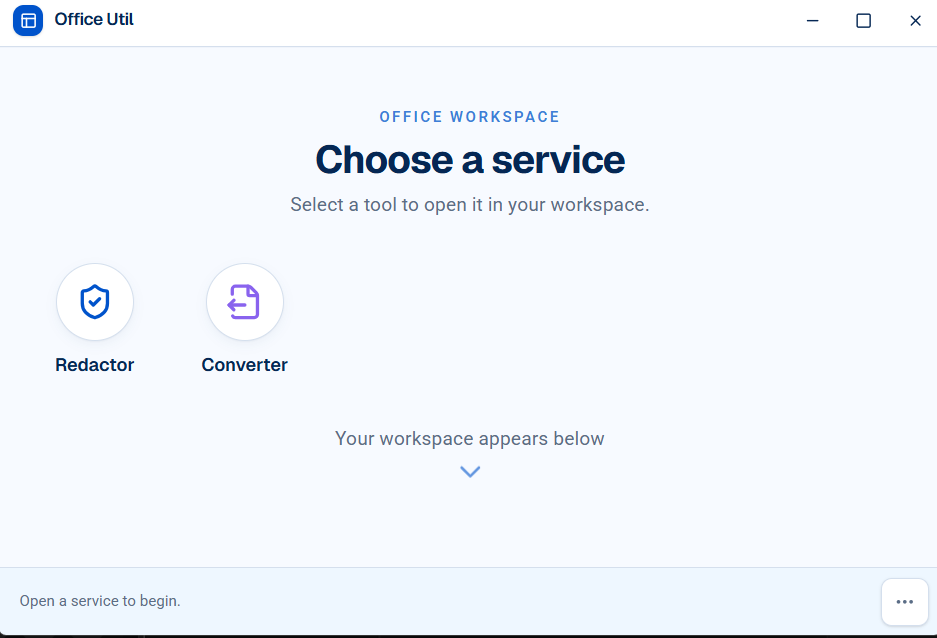 Office Util
OFFICE WORKSPACE
Choose a service
Select a tool to open it in your workspace.
Redactor
Converter
Your workspace appears below
Open a service to begin.